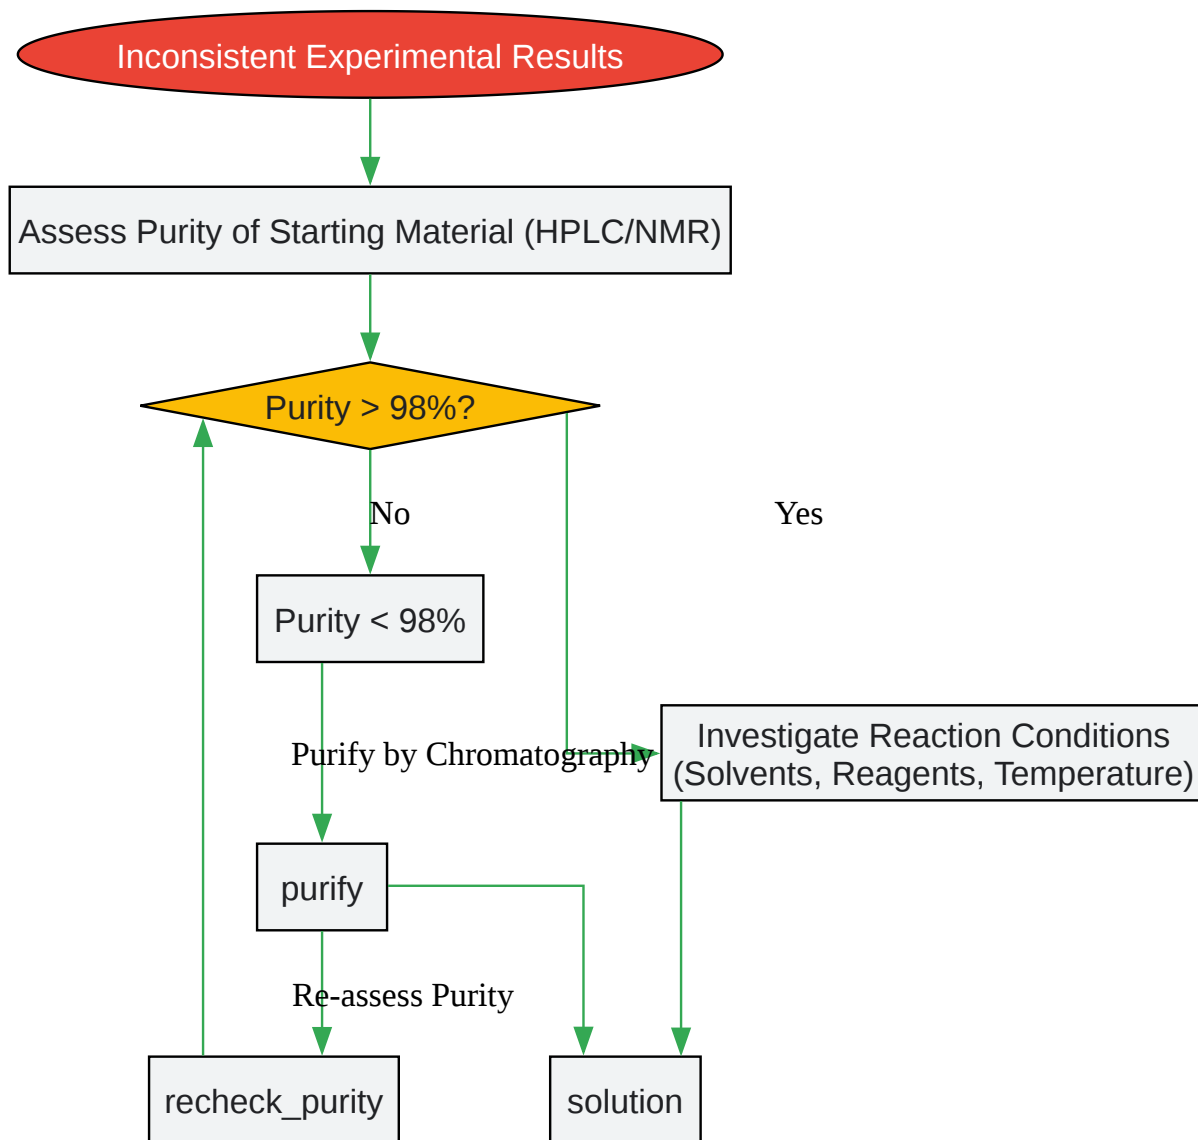 Inconsistent Experimental Results
Assess Purity of Starting Material (HPLC/NMR)
Purity > 98%?
No
Yes
Purity < 98%
Purify by Chromatography
Investigate Reaction Conditions
(Solvents, Reagents, Temperature)
purify
Re-assess Purity
recheck_purity
solution